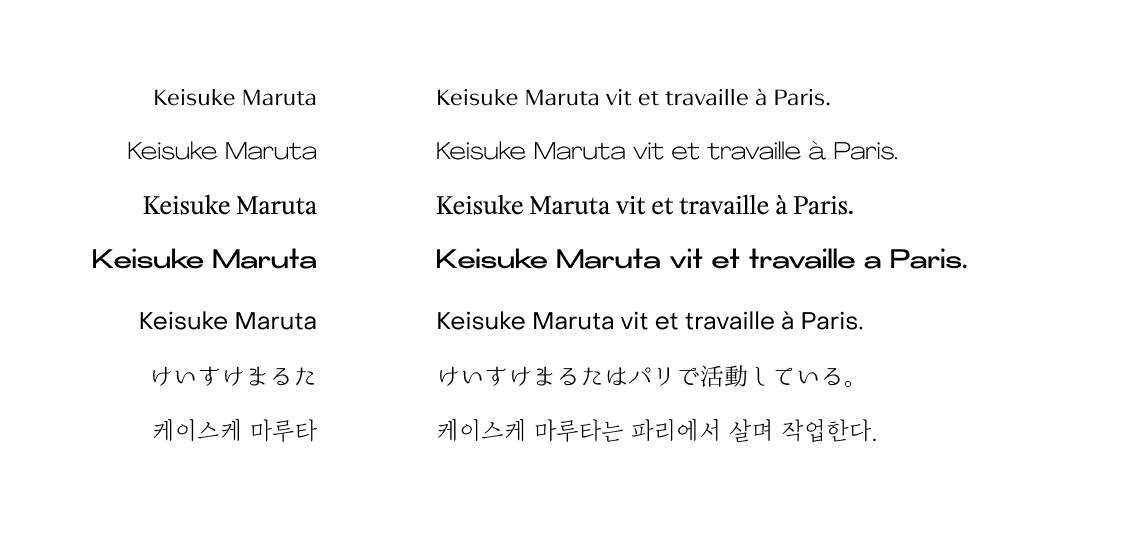 Keisuke Maruta Keisuke Maruta vit et travaille à Paris.
Keisuke Maruta Keisuke Maruta vit et travaille à Paris.
Keisuke Maruta Keisuke Maruta vit et travaille à Paris.
Keisuke Maruta Keisuke Maruta vit et travaille a Paris.
Keisuke Maruta Keisuke Maruta vit et travaille à Paris.
けいすけまるた けいすけまるたはパリで活動している。
케이스케 마루타 케이스케 마루타는 파리에서 살며 작업한다.